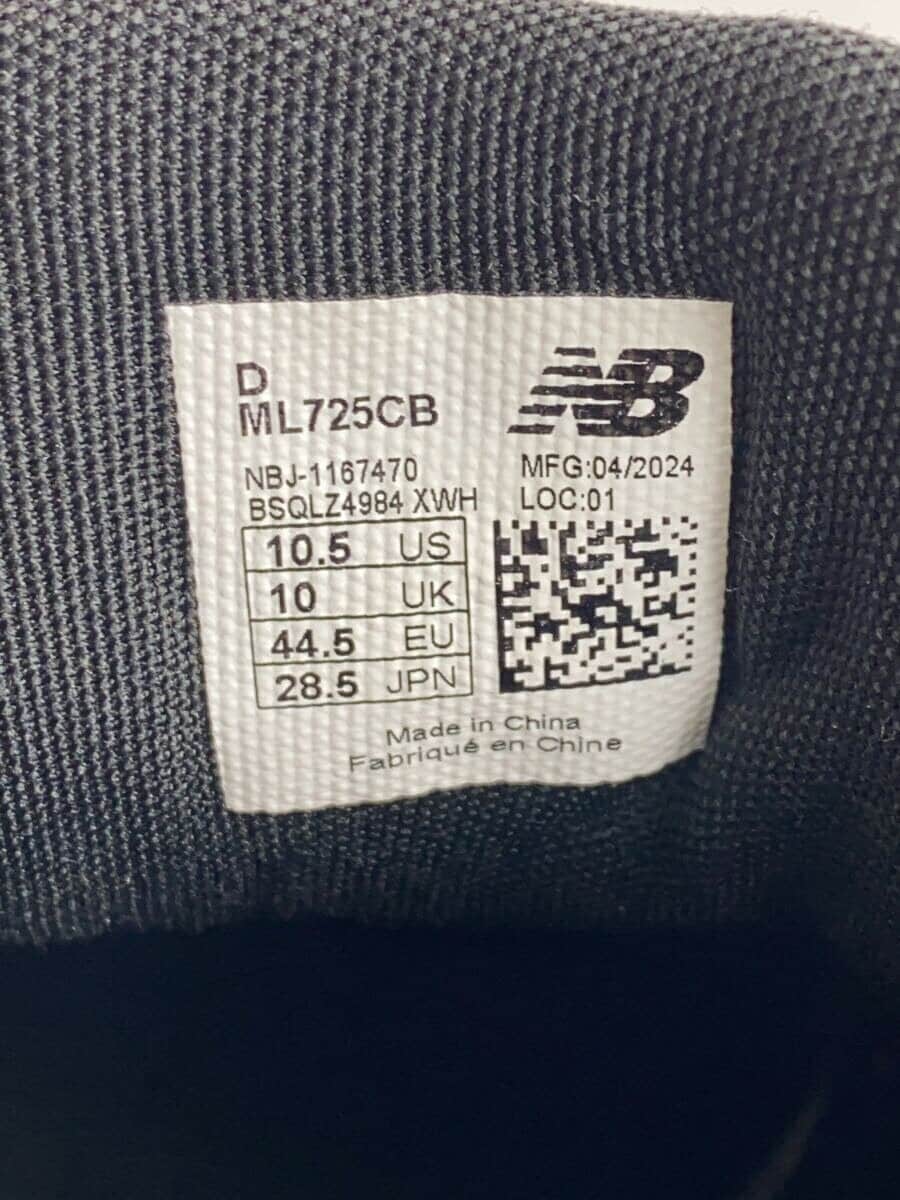 D
ML725CB
NB
NBJ-1167470
MFG:04/2024
BSQLZ4984 XWH
LOC:01
10.5 US
10 UK
44.5 EU
28.5 JPN
Made in China
Fabriqué en Chine